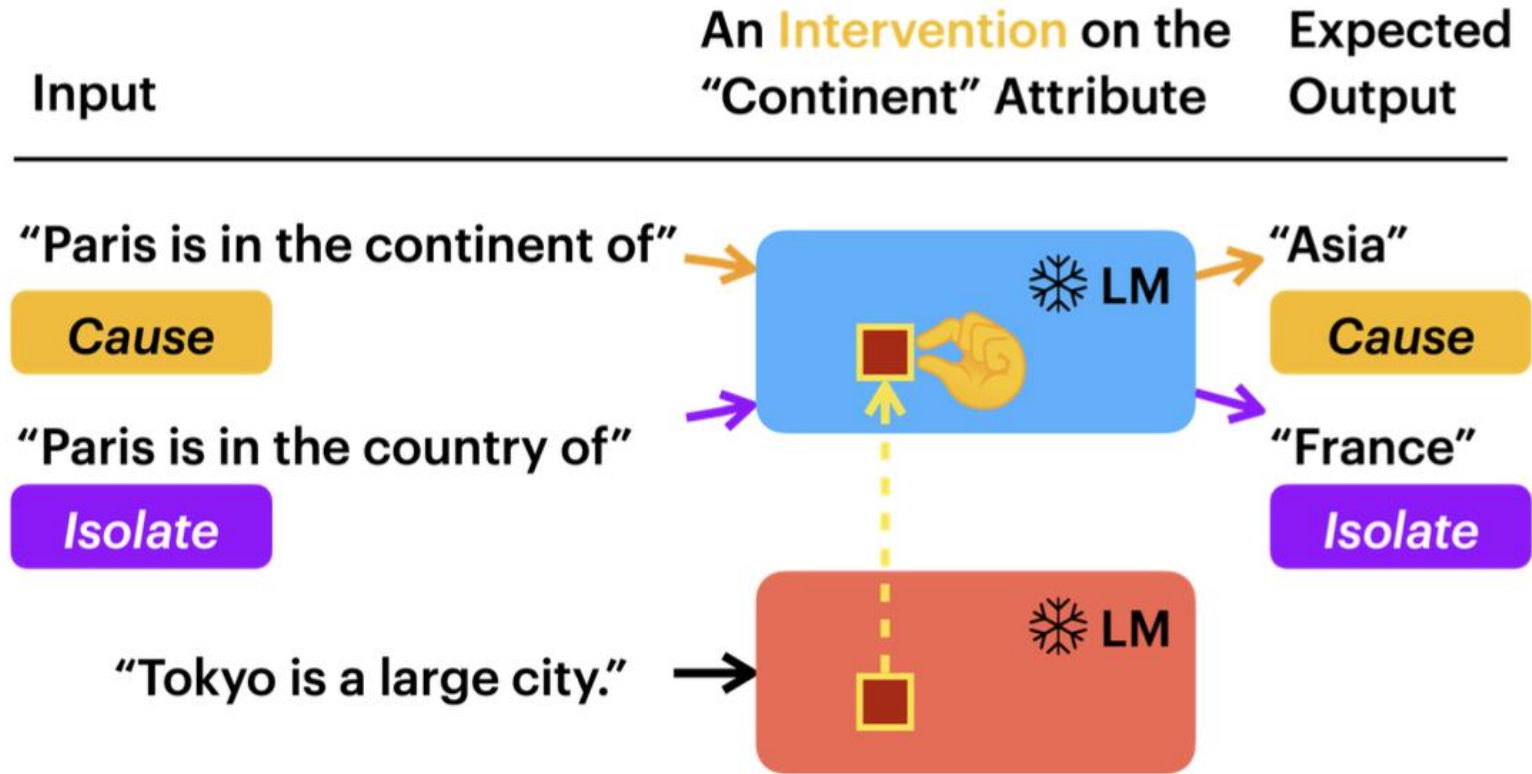 Input
An Intervention on the
“Continent” Attribute
Expected
Output
“Paris is in the continent of”
Cause
LM
“Asia”
Cause
“Paris is in the country of”
Isolate
“France”
Isolate
“Tokyo is a large city.”
LM